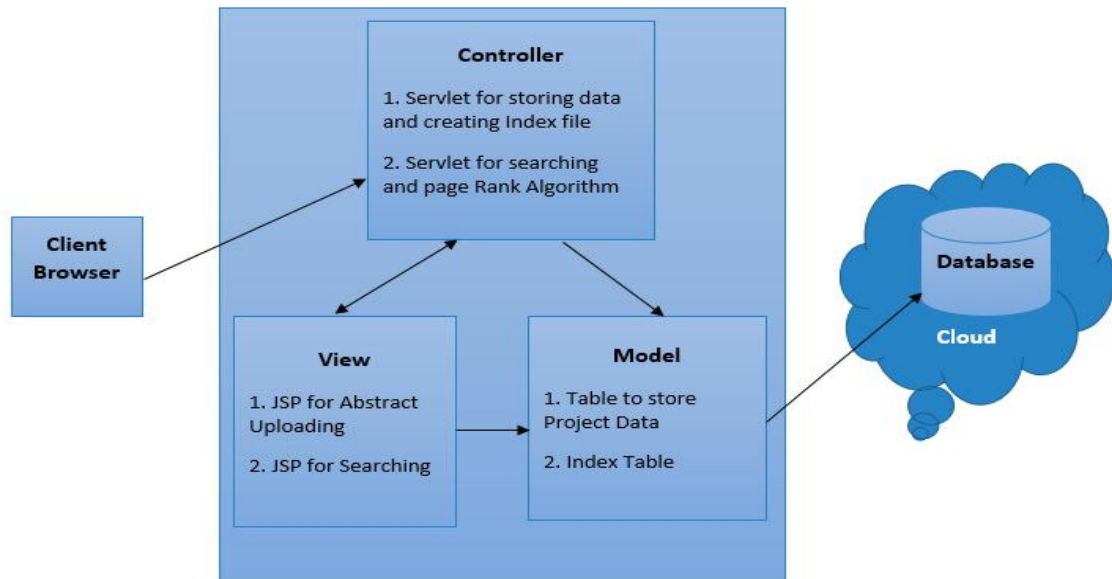 Controller
1. Servlet for storing data
and creating Index file
2. Servlet for searching
and page Rank Algorithm
Client
Browser
Database
Cloud
View
1. JSP for Abstract
Uploading
2. JSP for Searching
Model
1. Table to store
Project Data
2. Index Table